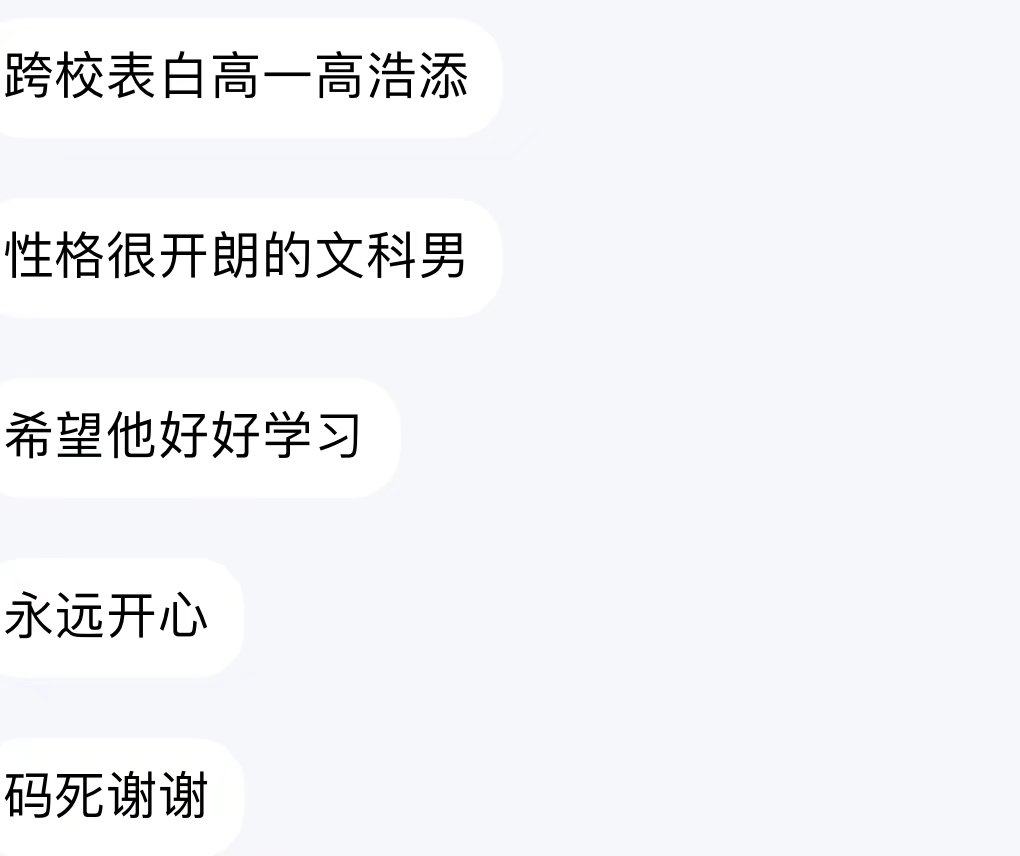 跨校表白高一高浩添
性格很开朗的文科男
希望他好好学习
永远开心
码死谢谢